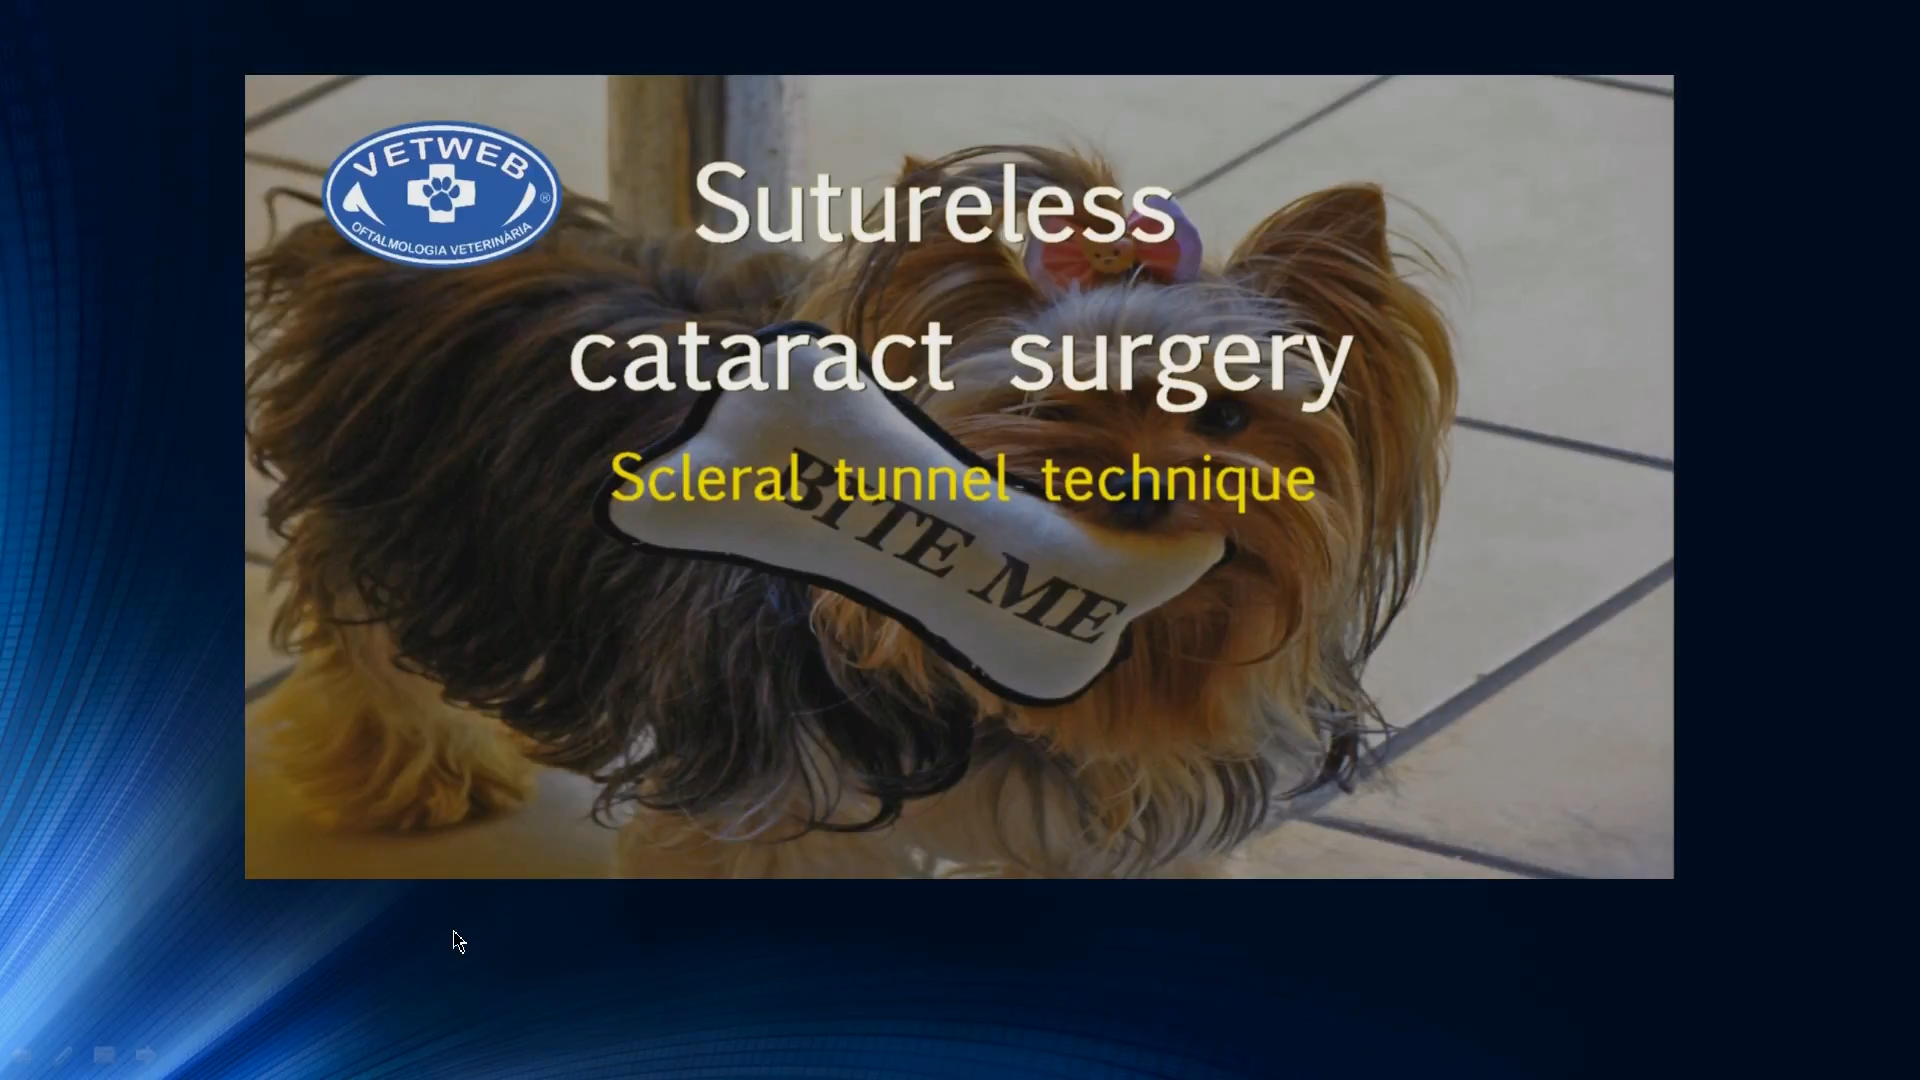 VETWEB
OFTALMOLOGIA VETERINÁRIA
®
Sutureless
cataract surgery
Scleral tunnel technique
BITE ME